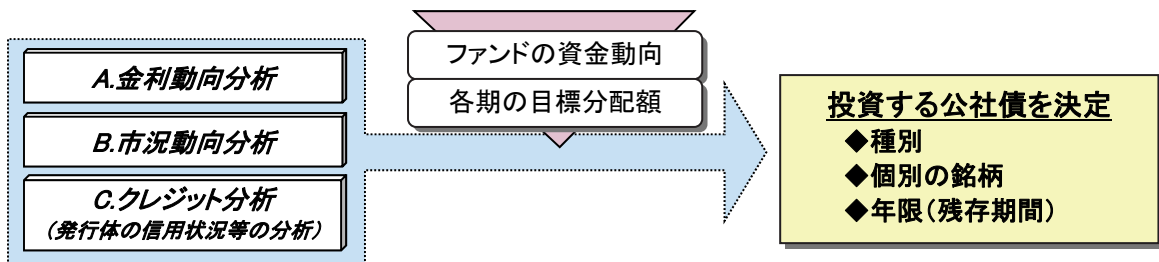 A.金利動向分析
B.市況動向分析
C.クレジット分析
(発行体の信用状況等の分析)
ファンドの資金動向
各期の目標分配額
投資する公社債を決定
◆種別
◆個別の銘柄
◆年限(残存期間)